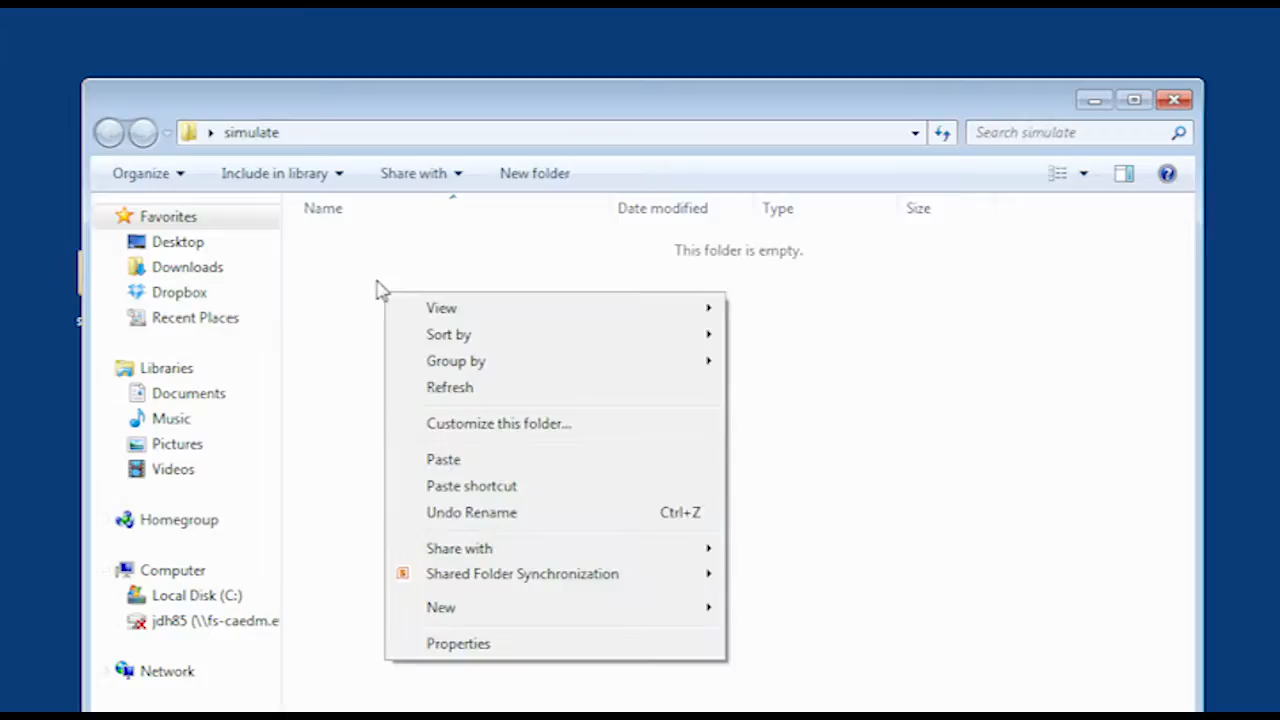 simulate
Search simulate
Organize
Include in library
Share with
New folder
Favorites
Desktop
Downloads
Dropbox
Recent Places
Libraries
Documents
Music
Pictures
Videos
Homegroup
Computer
Local Disk (C:)
jdh85 (\\fs-caedm.e
Network
Name
Date modified
Type
Size
This folder is empty.
View
Sort by
Group by
Refresh
Customize this folder...
Paste
Paste shortcut
Undo Rename Ctrl+Z
Share with
Shared Folder Synchronization
New
Properties